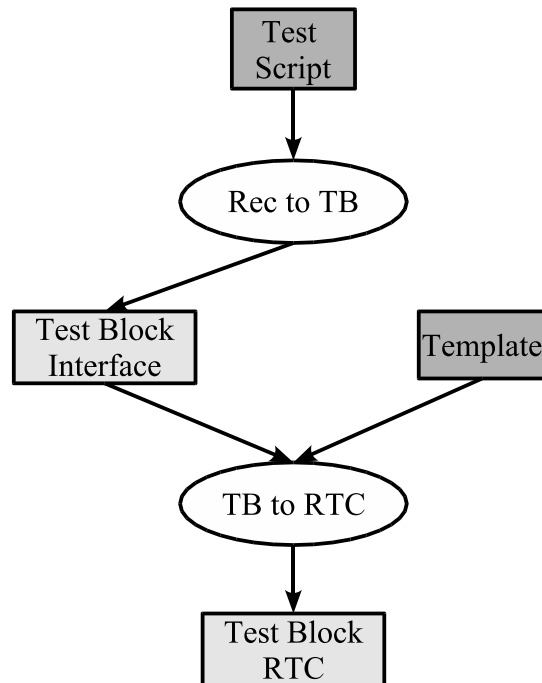 Test
Script
Rec to TB
Test Block
Interface
Template
TB to RTC
Test Block
RTC